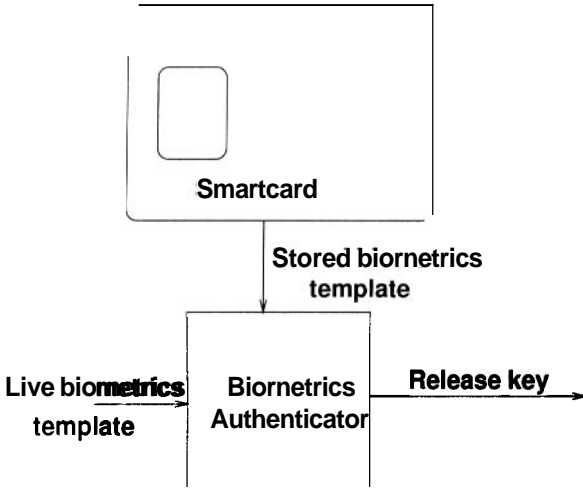 Smartcard
Stored biornetrics
template
Live biometrics
template
Biornetrics
Authenticator
Release key